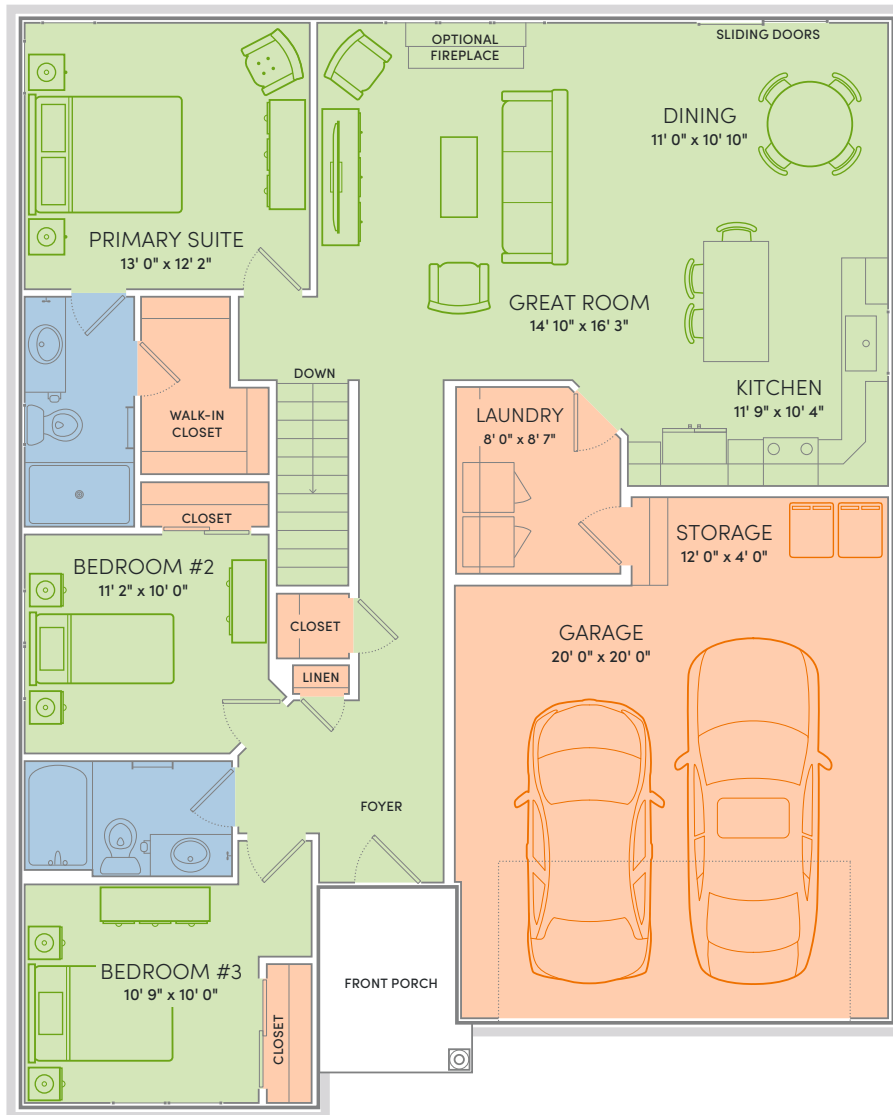 OPTIONAL
FIREPLACE
SLIDING DOORS
DINING
11' 0" x 10' 10"
PRIMARY SUITE
13' 0" x 12' 2"
GREAT ROOM
14' 10" x 16' 3"
DOWN
KITCHEN
11' 9" x 10' 4"
WALK-IN
CLOSET
LAUNDRY
8' 0" x 8' 7"
CLOSET
STORAGE
12' 0" x 4' 0"
BEDROOM #2
11' 2" x 10' 0"
CLOSET
GARAGE
20' 0" x 20' 0"
LINEN
FOYER
BEDROOM #3
10' 9" x 10' 0"
FRONT PORCH
CLOSET